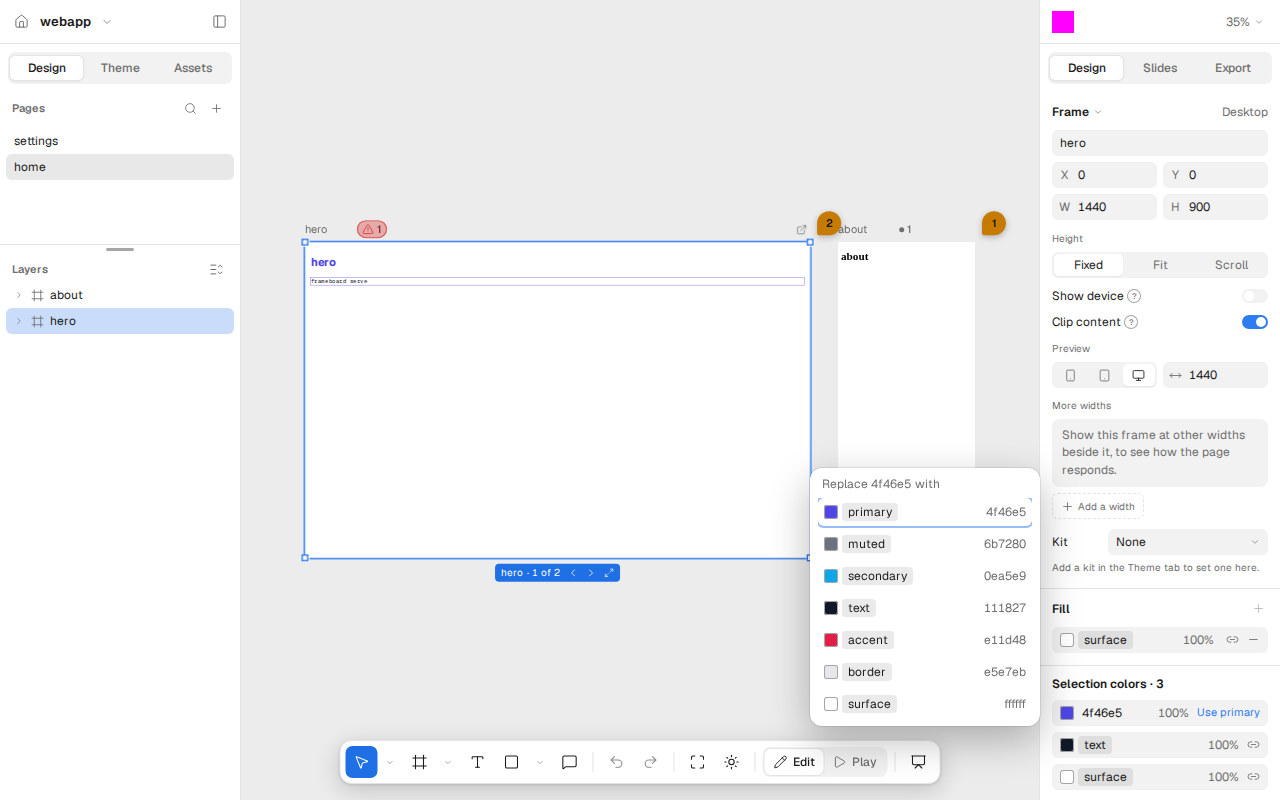 webapp
35%
Design
Theme
Assets
Design
Slides
Export
Pages
settings
home
Layers
about
hero
hero
1
2
about
1
1
hero
frameboard serve
about
hero · 1 of 2
Replace 4f46e5 with
primary 4f46e5
muted 6b7280
secondary 0ea5e9
text 111827
accent e11d48
border e5e7eb
surface ffffff
Edit
Play
Frame
Desktop
hero
X 0
Y 0
W 1440
H 900
Height
Fixed
Fit
Scroll
Show device ?
Clip content ?
Preview
1440
More widths
Show this frame at other widths
beside it, to see how the page
responds.
Add a width
Kit
None
Add a kit in the Theme tab to set one here.
Fill
surface 100%
Selection colors · 3
4f46e5 100% Use primary
text 100%
surface 100%